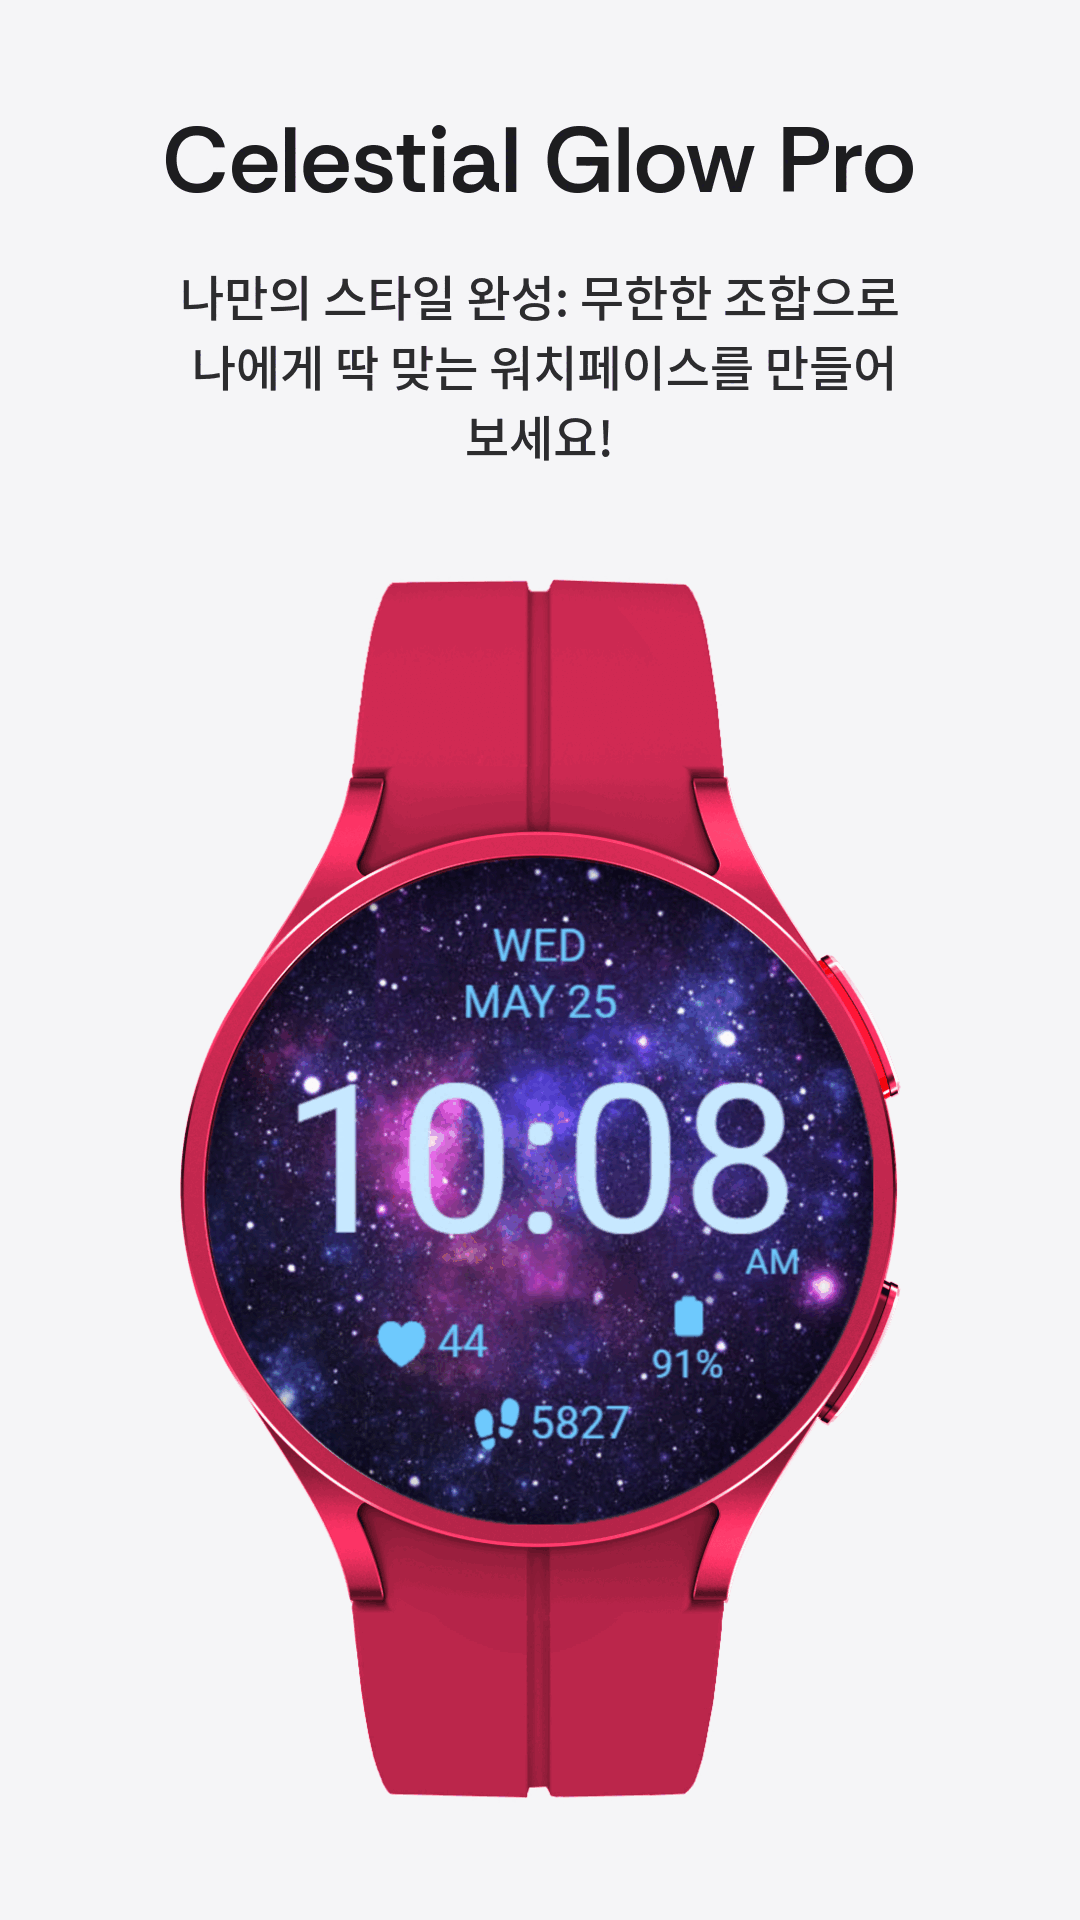 Celestial Glow Pro
나만의 스타일 완성: 무한한 조합으로
나에게 딱 맞는 워치페이스를 만들어
보세요!
WED
MAY 25
10:08
AM
44
91%
5827